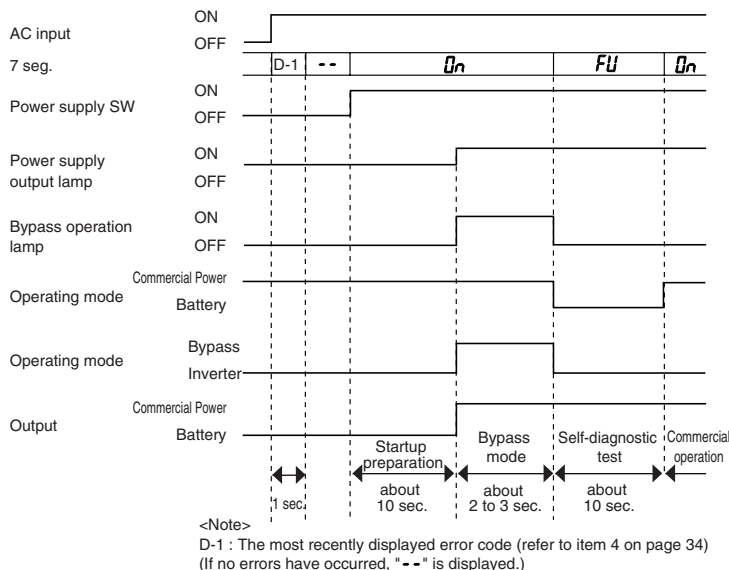 AC input
ON
OFF
7 seg.
D-1
--
On
FU
On
Power supply SW
ON
OFF
Power supply
output lamp
ON
OFF
Bypass operation
lamp
ON
OFF
Operating mode
Commercial Power
Battery
Operating mode
Bypass
Inverter
Output
Commercial Power
Battery
Startup
preparation
Bypass
mode
Self-diagnostic
test
Commercial
operation
1 sec.
about
10 sec.
about
2 to 3 sec.
about
10 sec.
<Note>
D-1 : The most recently displayed error code (refer to item 4 on page 34)
(If no errors have occurred, "--" is displayed.)